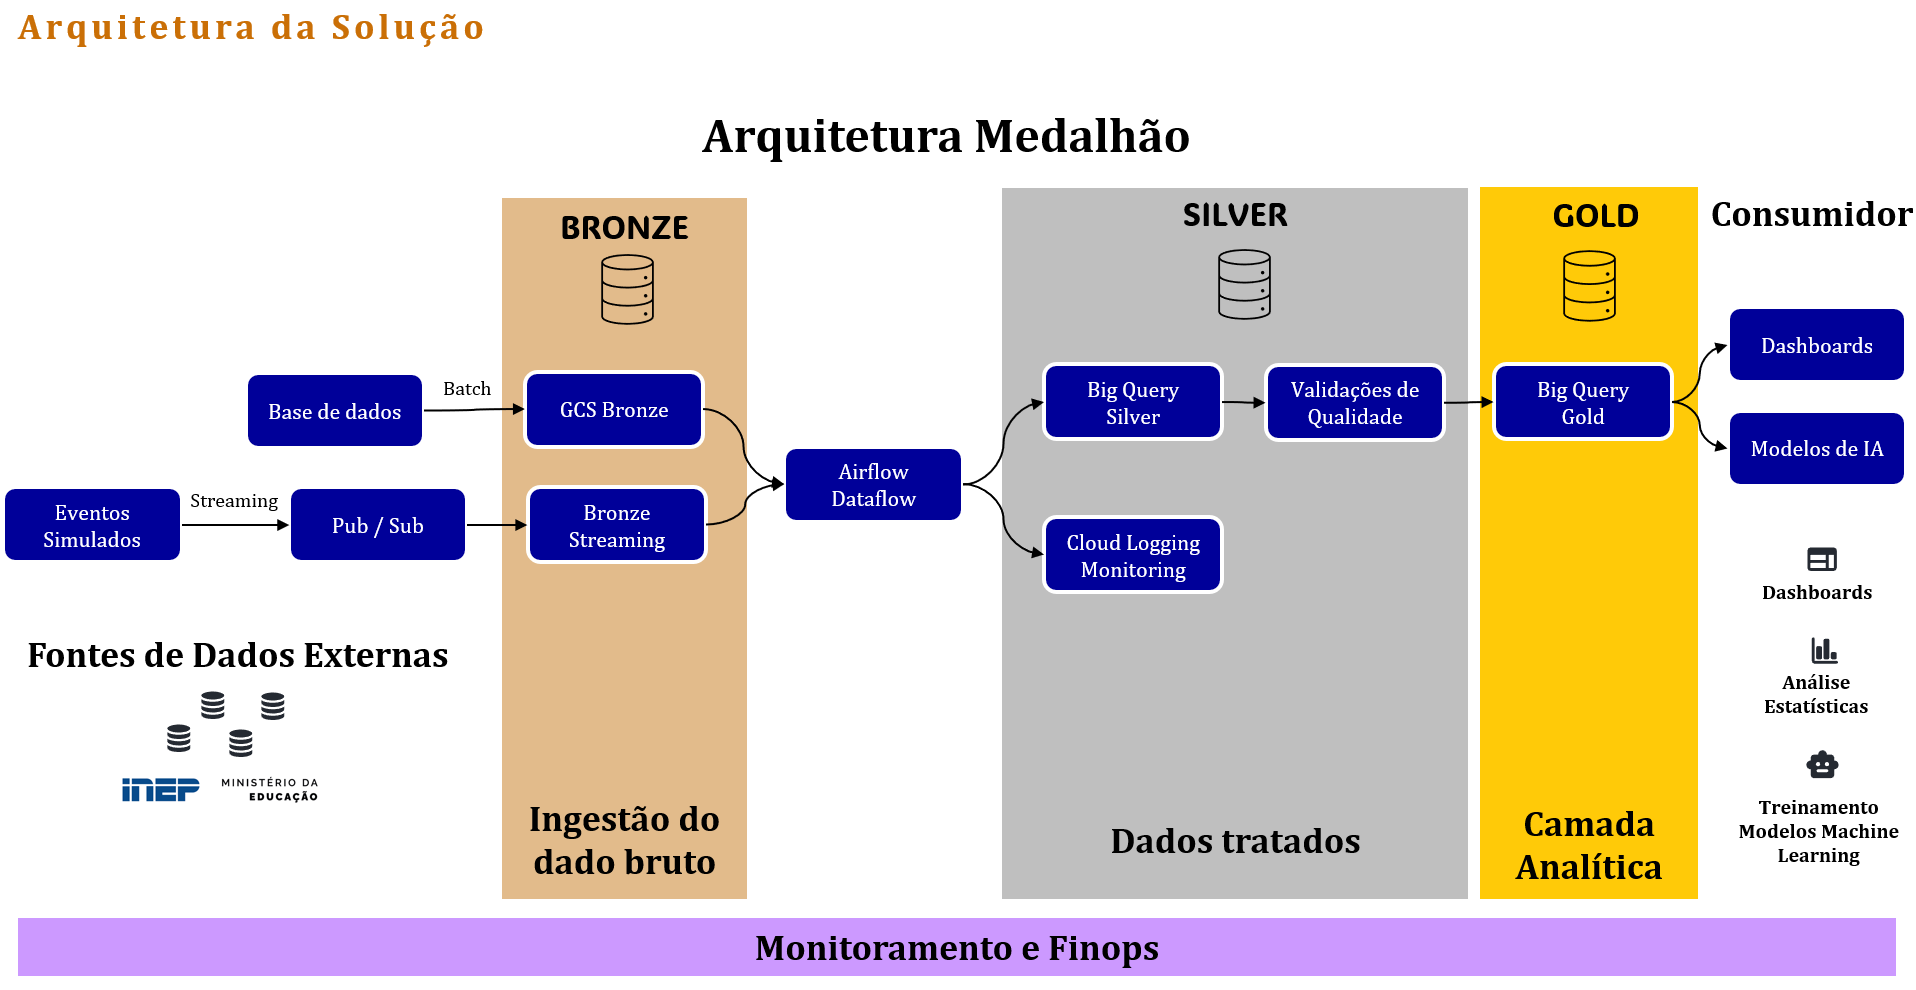 Arquitetura da Solução
Arquitetura Medalhão
BRONZE
SILVER
GOLD
Consumidor
Base de dados
Batch
GCS Bronze
Eventos
Simulados
Streaming
Pub / Sub
Bronze
Streaming
Airflow
Dataflow
Big Query
Silver
Validações de
Qualidade
Cloud Logging
Monitoring
Big Query
Gold
Dashboards
Modelos de IA
Dashboards
Análise
Estatísticas
Treinamento
Modelos Machine
Learning
Fontes de Dados Externas
inep
MINISTÉRIO DA
EDUCAÇÃO
Ingestão do
dado bruto
Dados tratados
Camada
Analítica
Monitoramento e Finops